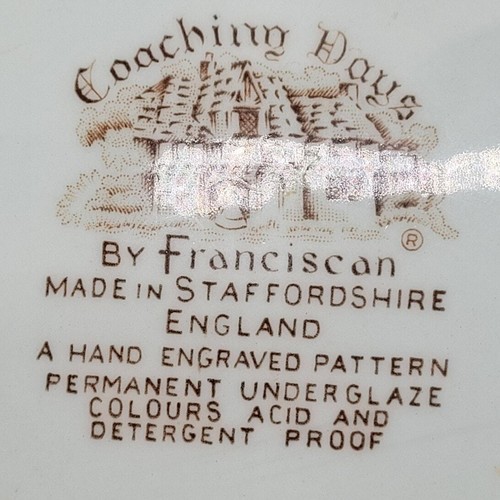 Coaching Days
®
BY Franciscan
MADE IN STAFFORDSHIRE
ENGLAND
A HAND ENGRAVED PATTERN
PERMANENT UNDERGLAZE
COLOURS ACID AND
DETERGENT PROOF